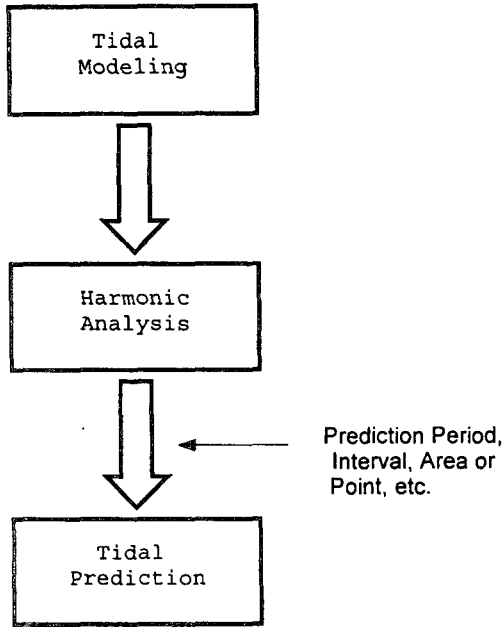 Tidal
Modeling
Harmonic
Analysis
Prediction Period,
Interval, Area or
Point, etc.
Tidal
Prediction